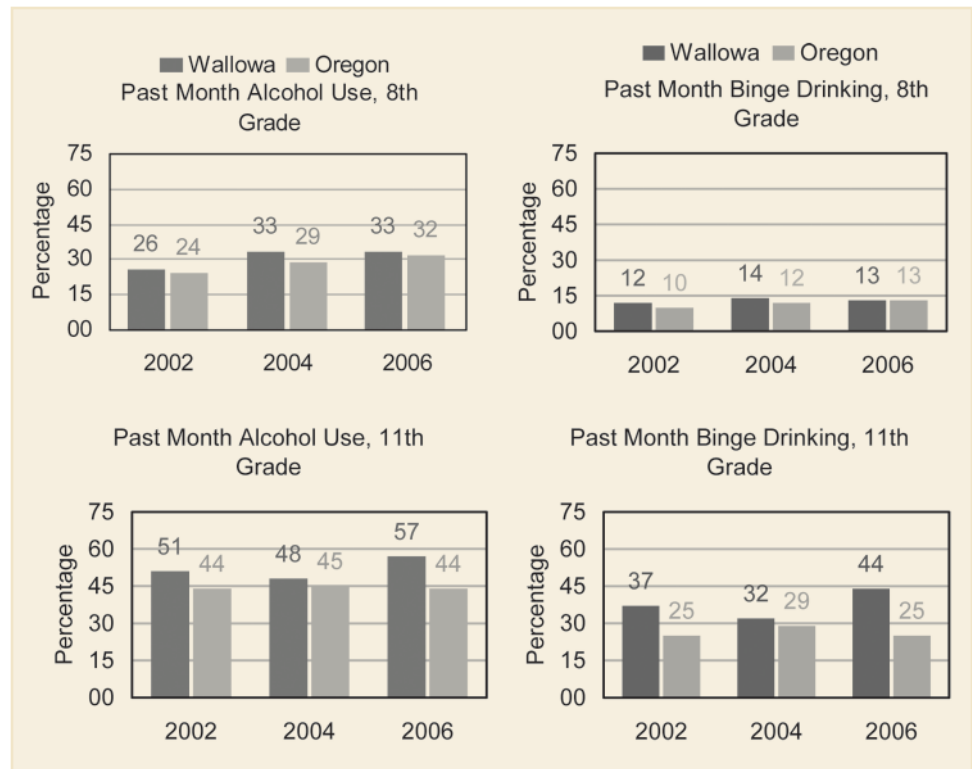 Wallowa Oregon
Past Month Alcohol Use, 8th
Grade
75
60
45
30
15
00
Percentage
26 24
33 29
33 32
2002 2004 2006
Wallowa Oregon
Past Month Binge Drinking, 8th
Grade
75
60
45
30
15
00
Percentage
12 10
14 12
13 13
2002 2004 2006
Past Month Alcohol Use, 11th
Grade
75
60
45
30
15
00
Percentage
51 44
48 45
57 44
2002 2004 2006
Past Month Binge Drinking, 11th
Grade
75
60
45
30
15
00
Percentage
37 25
32 29
44 25
2002 2004 2006